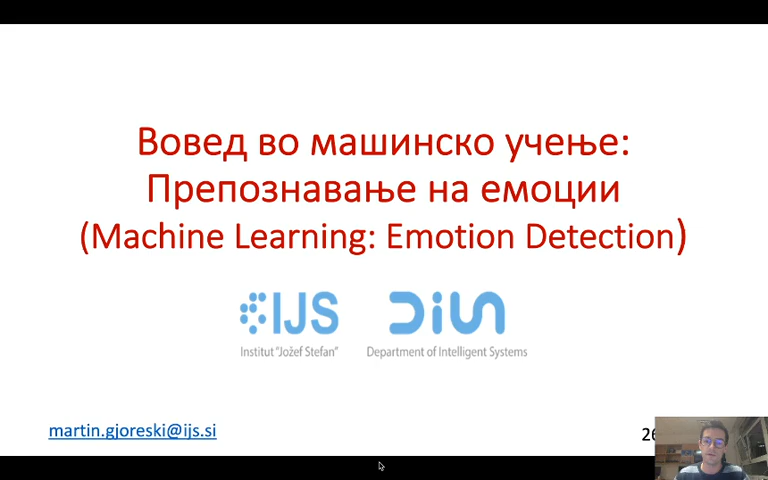 Вовед во машинско учење:
Препознавање на емоции
(Machine Learning: Emotion Detection)
IJS
Institut "Jožef Stefan"
Department of Intelligent Systems
martin.gjoreski@ijs.si